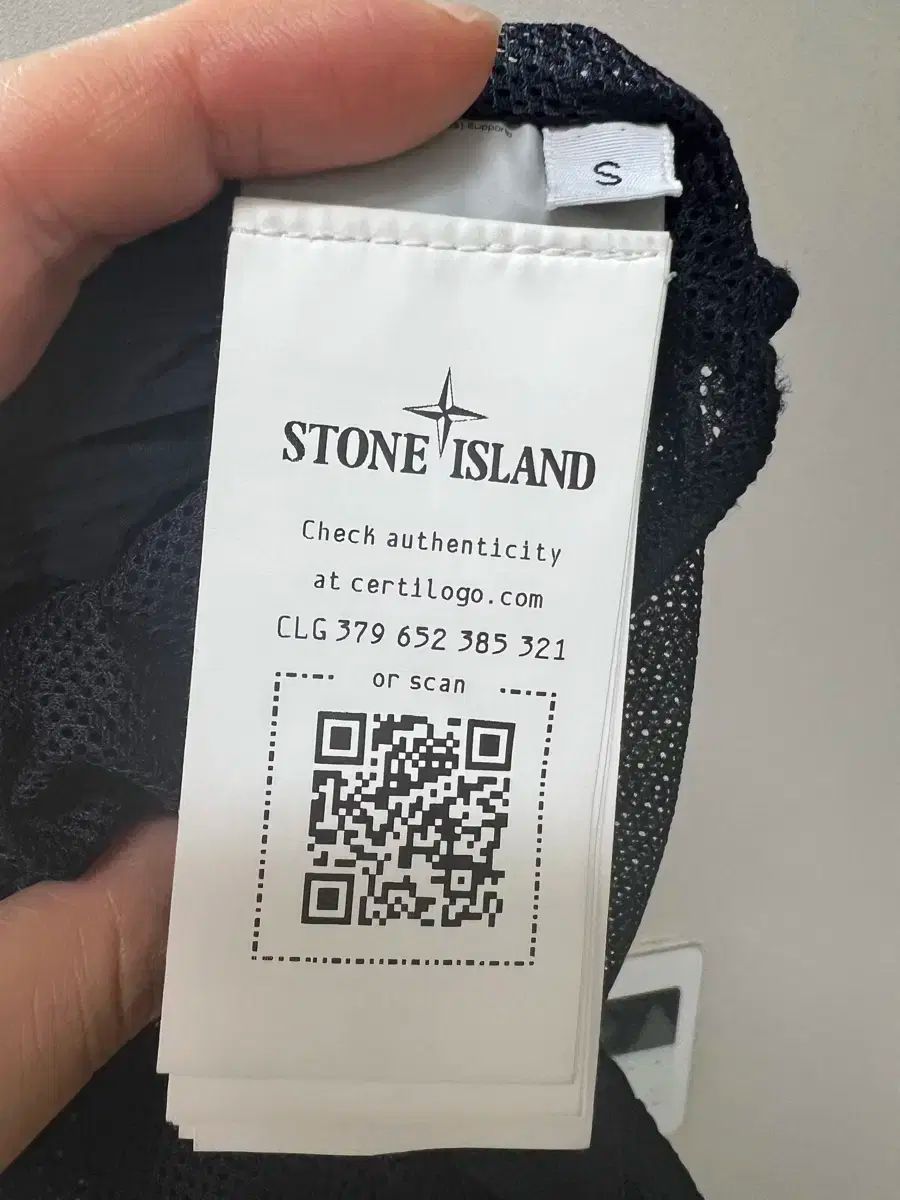 S
STONE ISLAND
Check authenticity
at certilogo.com
CLG 379 652 385 321
or scan